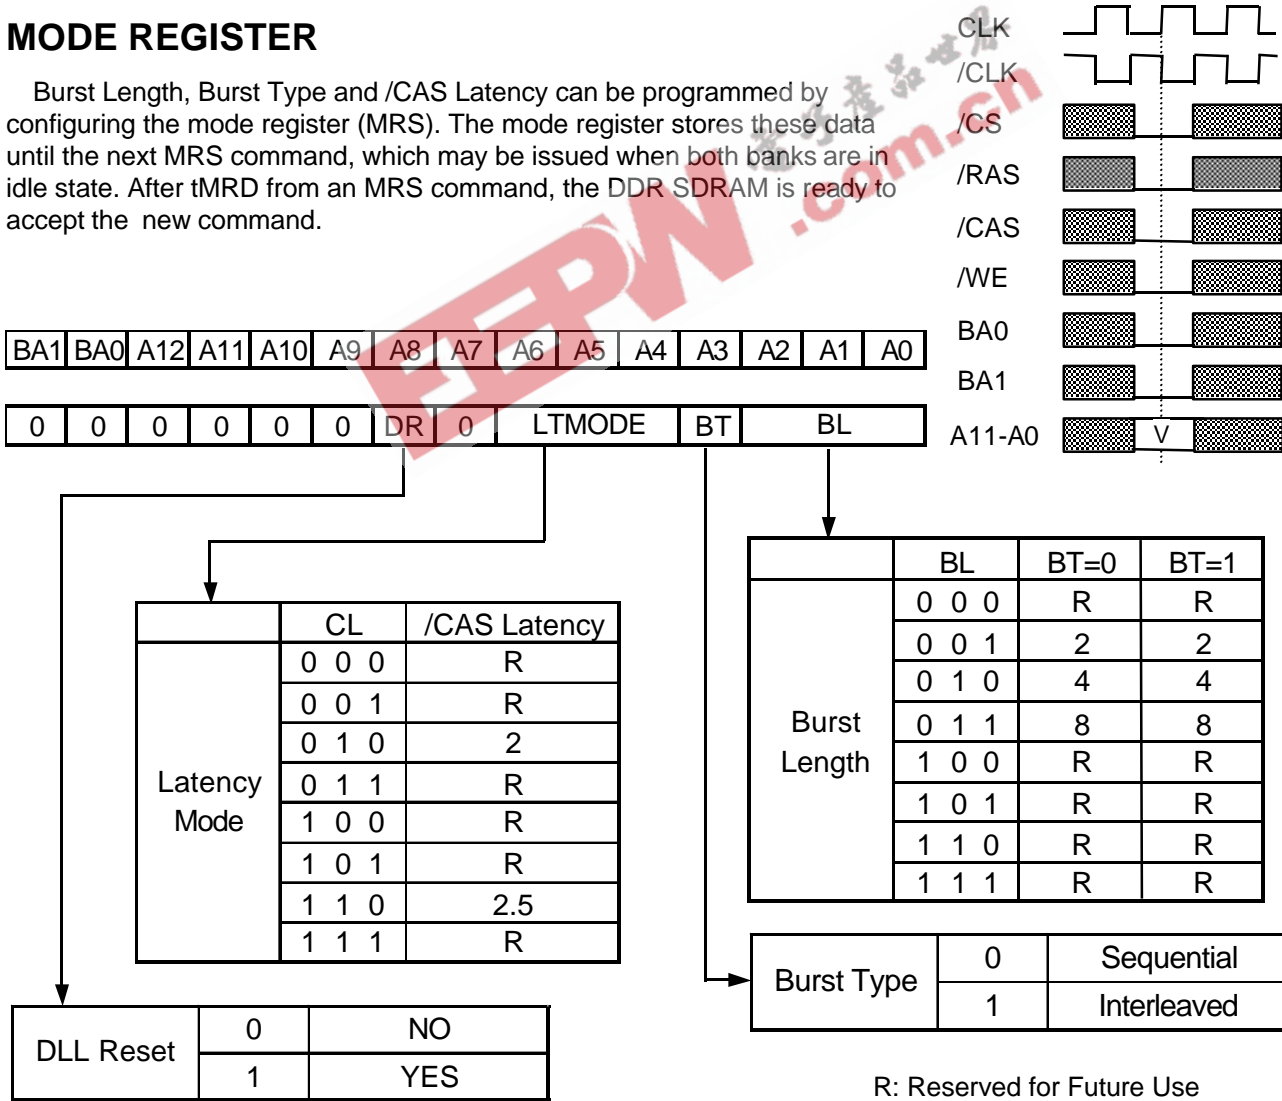 MODE REGISTER
Burst Length, Burst Type and /CAS Latency can be programmed by
configuring the mode register (MRS). The mode register stores these data
until the next MRS command, which may be issued when both banks are in
idle state. After tMRD from an MRS command, the DDR SDRAM is ready to
accept the new command.
CLK
/CLK
/CS
/RAS
/CAS
/WE
BA0
BA1
A11-A0 V
EEPW .com.cn
电子产品世界
BA1 BA0 A12 A11 A10 A9 A8 A7 A6 A5 A4 A3 A2 A1 A0
0 0 0 0 0 0 DR 0 LTMODE BT BL
CL /CAS Latency
Latency
Mode
0 0 0 R
0 0 1 R
0 1 0 2
0 1 1 R
1 0 0 R
1 0 1 R
1 1 0 2.5
1 1 1 R
BL BT=0 BT=1
Burst
Length
0 0 0 R R
0 0 1 2 2
0 1 0 4 4
0 1 1 8 8
1 0 0 R R
1 0 1 R R
1 1 0 R R
1 1 1 R R
Burst Type
0 Sequential
1 Interleaved
DLL Reset
0 NO
1 YES
R: Reserved for Future Use